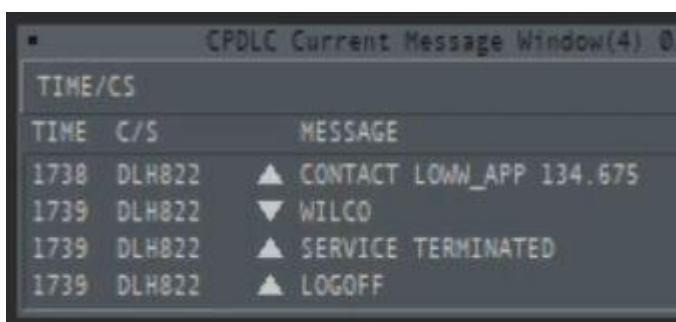 CPDLC Current Message Window(4)
TIME/CS
TIME C/S MESSAGE
1738 DLH822 ▲ CONTACT LOWW_APP 134.675
1739 DLH822 ▼ WILCO
1739 DLH822 ▲ SERVICE TERMINATED
1739 DLH822 ▲ LOGOFF